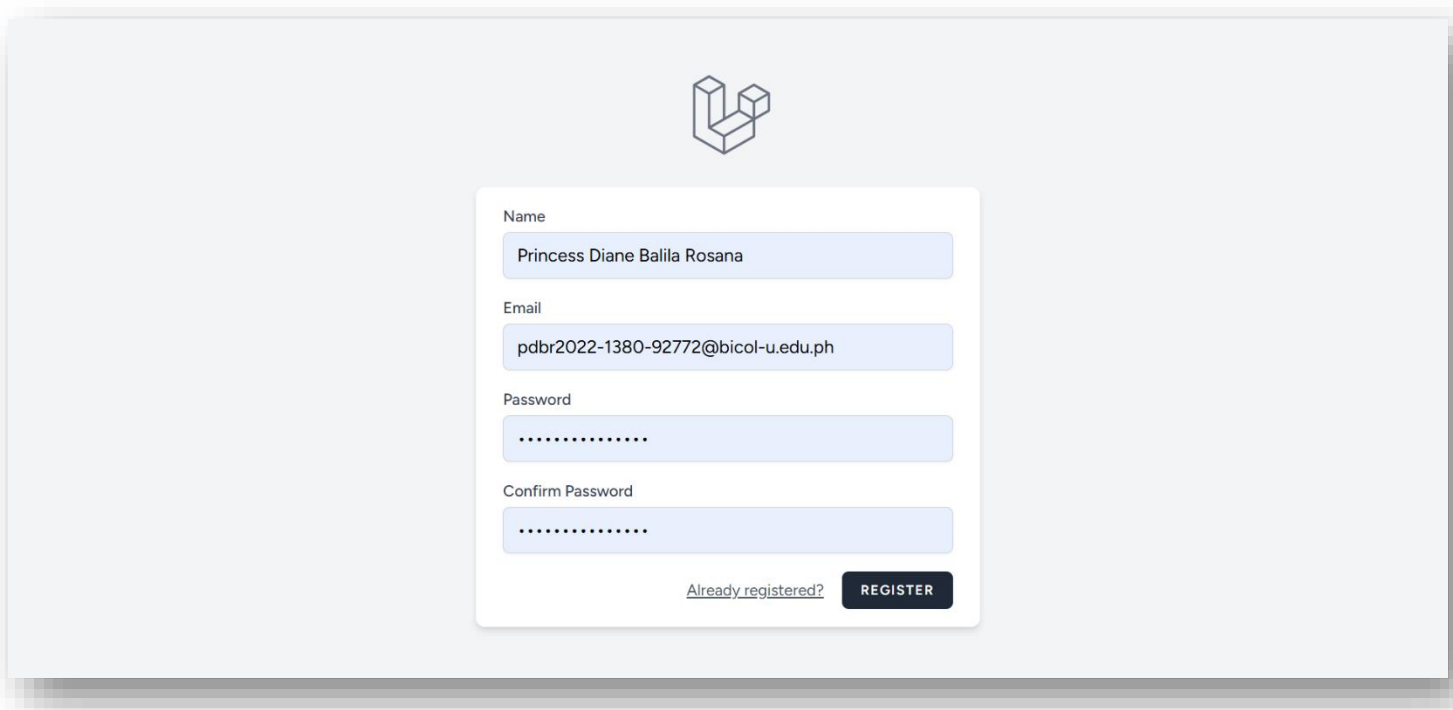 Name
Princess Diane Balila Rosana
Email
pdbr2022-1380-92772@bicol-u.edu.ph
Password
•••••••••••••••
Confirm Password
•••••••••••••••
Already registered? REGISTER